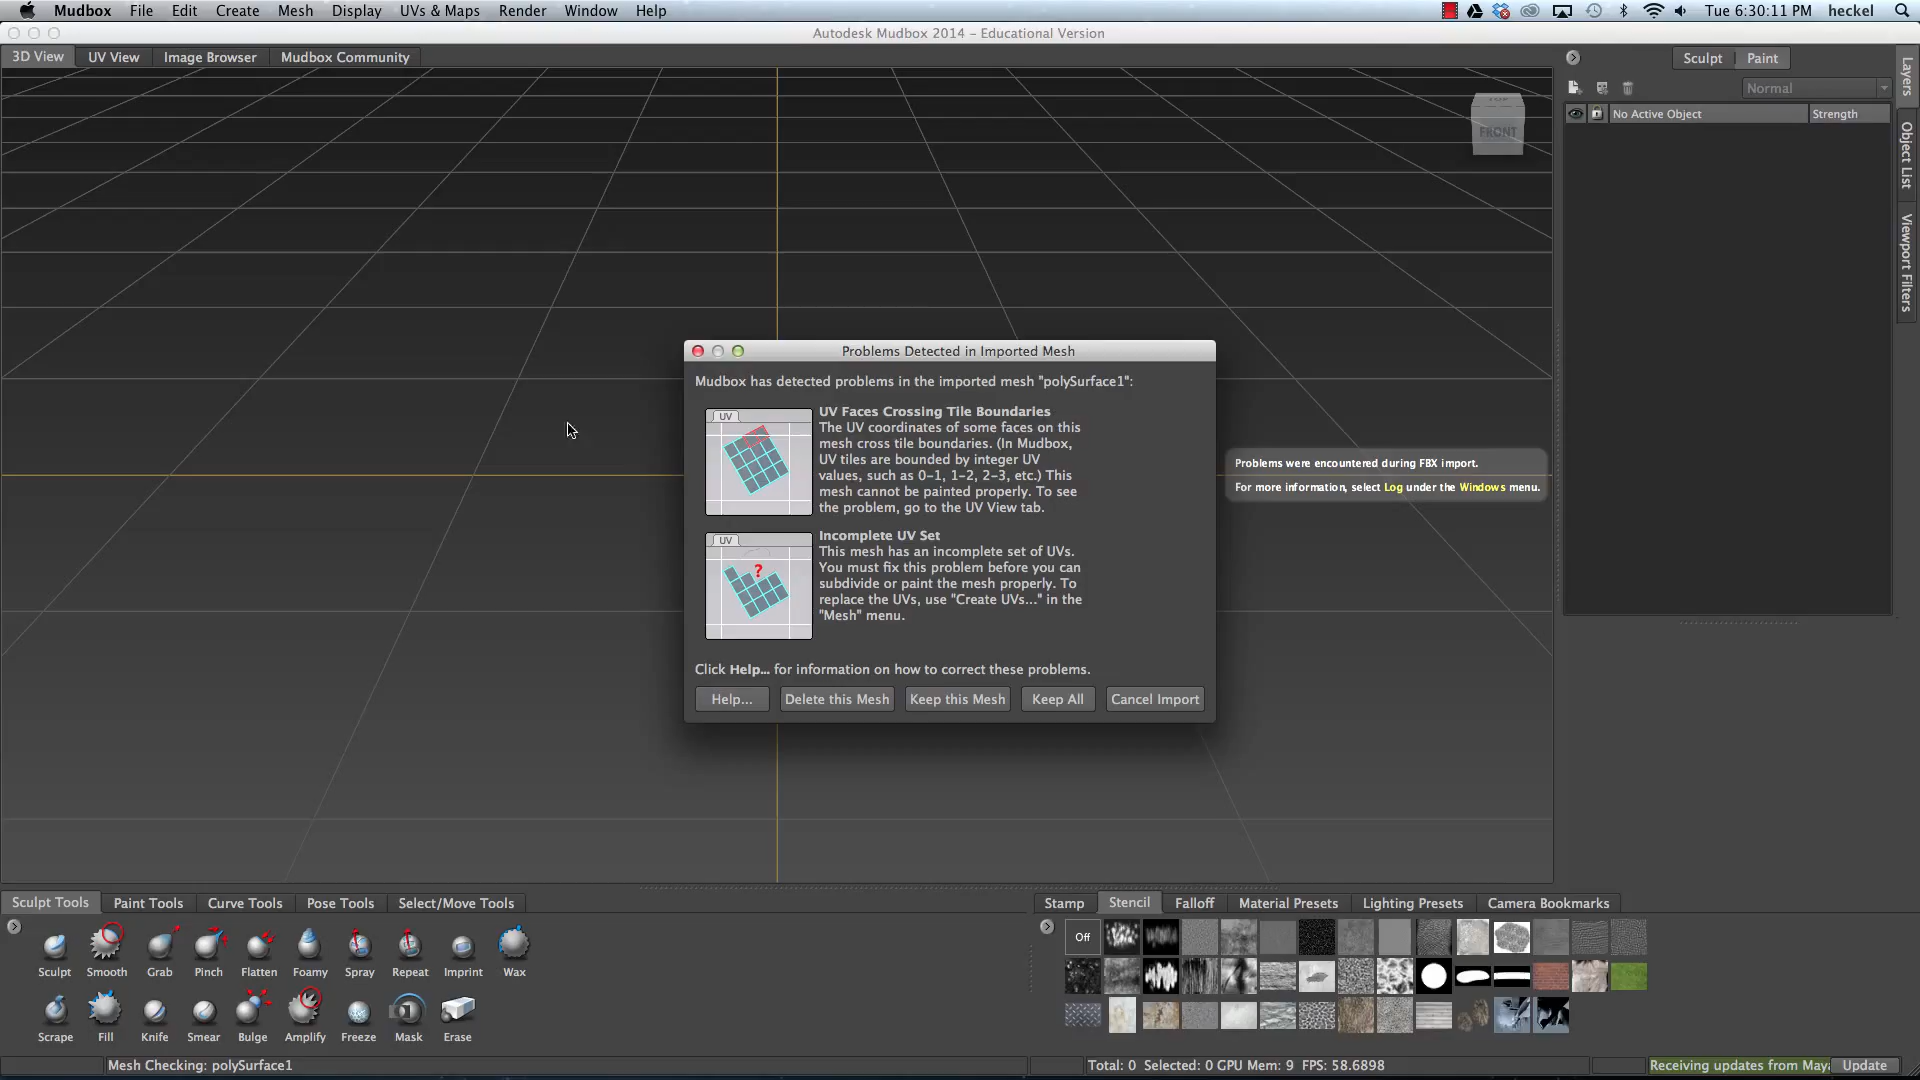 Mudbox File Edit Create Mesh Display UVs & Maps Render Window Help Tue 6:30:11 PM heckel
Autodesk Mudbox 2014 - Educational Version
3D View UV View Image Browser Mudbox Community
Sculpt Paint
Normal
No Active Object Strength
Layers
Object List
Viewport Filters
TOP
FRONT
Problems Detected in Imported Mesh
Mudbox has detected problems in the imported mesh "polySurface1":
UV
UV Faces Crossing Tile Boundaries
The UV coordinates of some faces on this
mesh cross tile boundaries. (In Mudbox,
UV tiles are bounded by integer UV
values, such as 0-1, 1-2, 2-3, etc.) This
mesh cannot be painted properly. To see
the problem, go to the UV View tab.
UV
?
Incomplete UV Set
This mesh has an incomplete set of UVs.
You must fix this problem before you can
subdivide or paint the mesh properly. To
replace the UVs, use "Create UVs..." in the
"Mesh" menu.
Click Help... for information on how to correct these problems.
Help... Delete this Mesh Keep this Mesh Keep All Cancel Import
Problems were encountered during FBX import.
For more information, select Log under the Windows menu.
Sculpt Tools Paint Tools Curve Tools Pose Tools Select/Move Tools
Sculpt Smooth Grab Pinch Flatten Foamy Spray Repeat Imprint Wax
Scrape Fill Knife Smear Bulge Amplify Freeze Mask Erase
Stamp Stencil Falloff Material Presets Lighting Presets Camera Bookmarks
Off
Mesh Checking: polySurface1
Total: 0 Selected: 0 GPU Mem: 9 FPS: 58.6898
Receiving updates from May Update